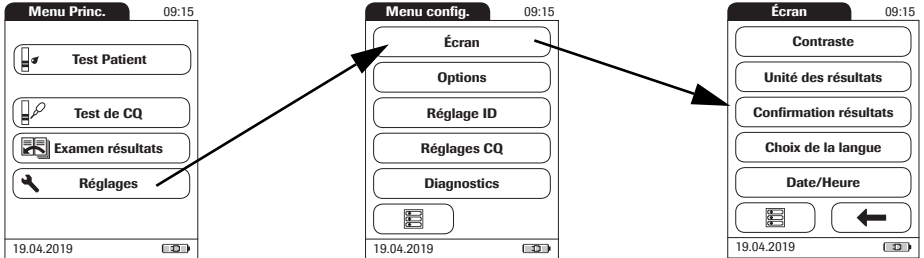 Menu Princ. 09:15
Test Patient
Test de CQ
Examen résultats
Réglages
19.04.2019
Menu config. 09:15
Écran
Options
Réglage ID
Réglages CQ
Diagnostics
19.04.2019
Écran 09:15
Contraste
Unité des résultats
Confirmation résultats
Choix de la langue
Date/Heure
19.04.2019